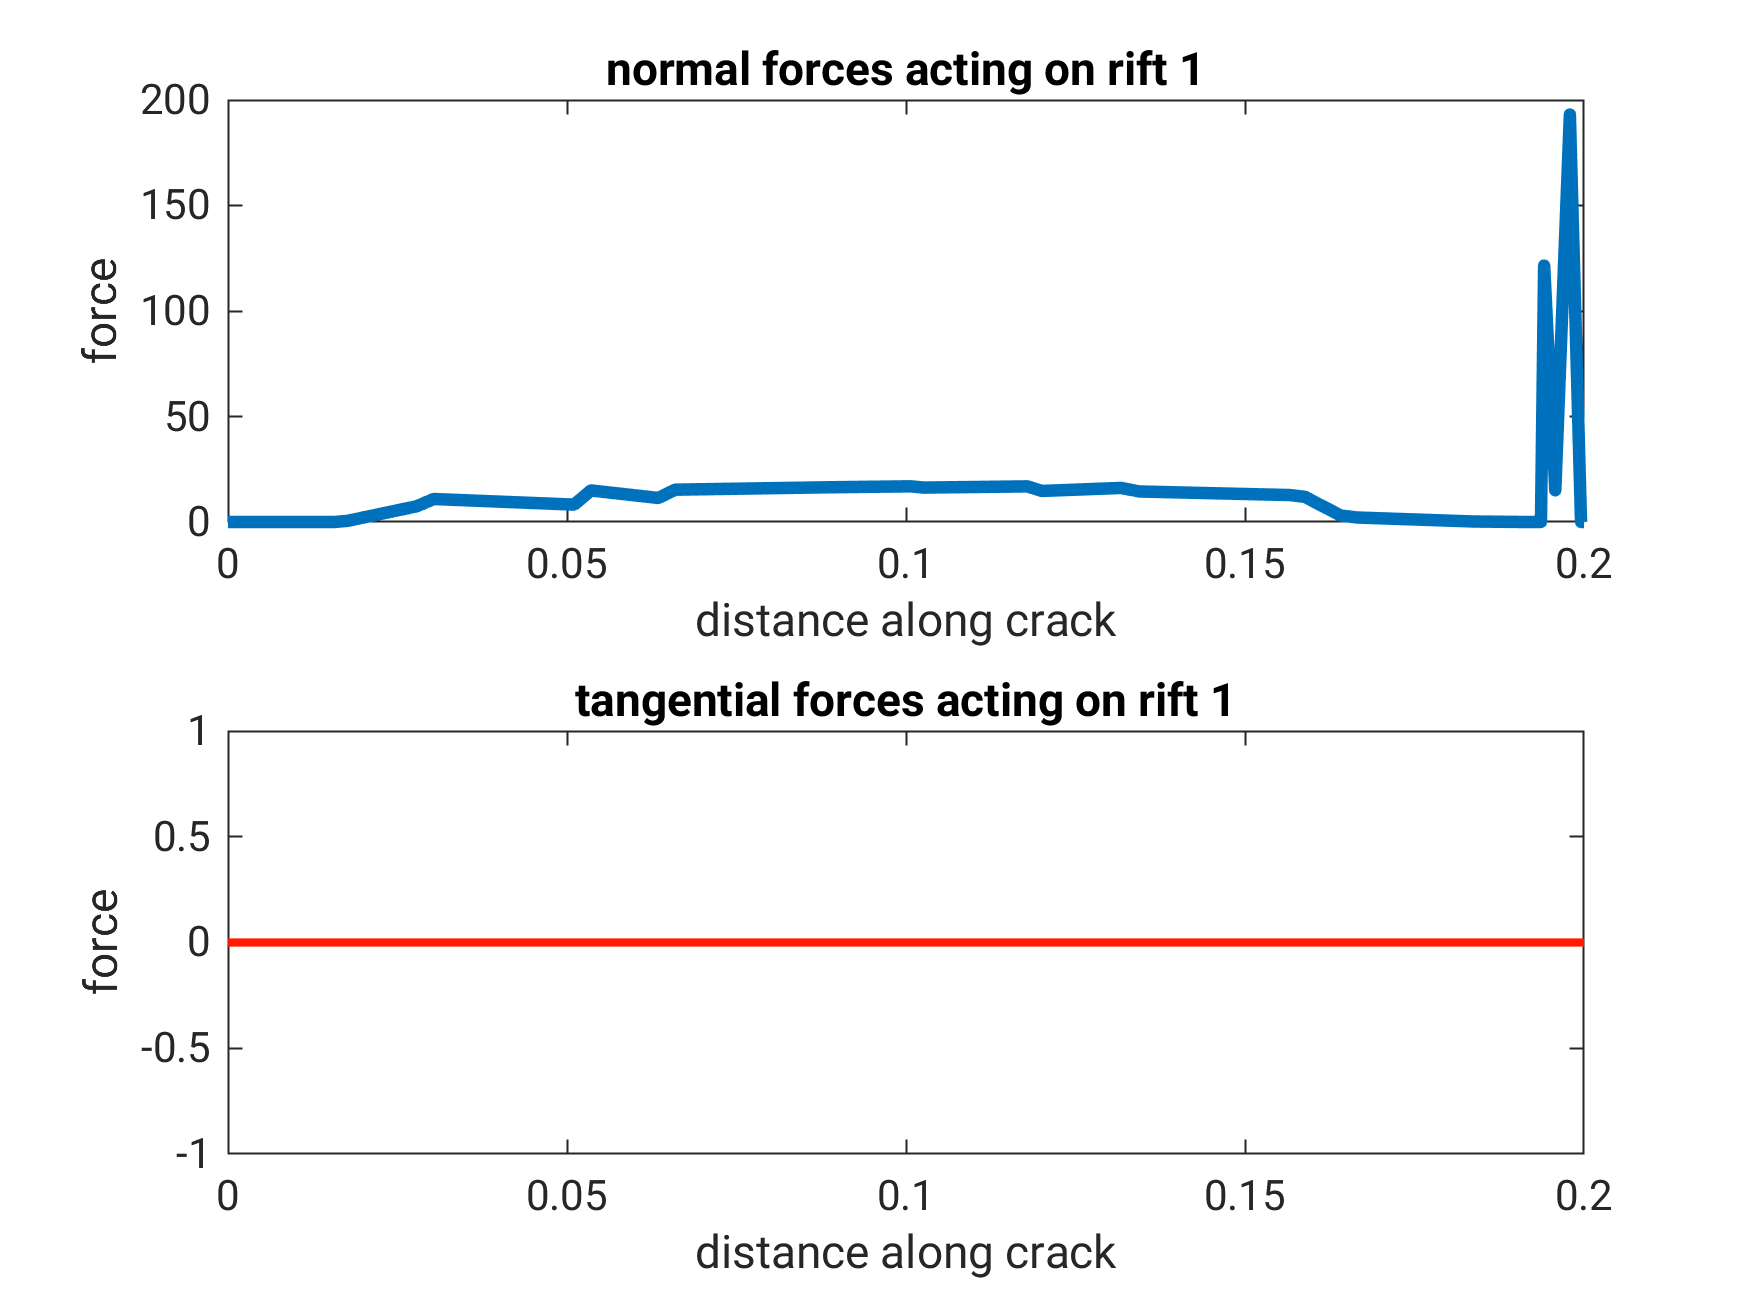 normal forces acting on rift 1
200
150
100
50
0
force
0 0.05 0.1 0.15 0.2
distance along crack
tangential forces acting on rift 1
1
0.5
0
-0.5
-1
force
0 0.05 0.1 0.15 0.2
distance along crack